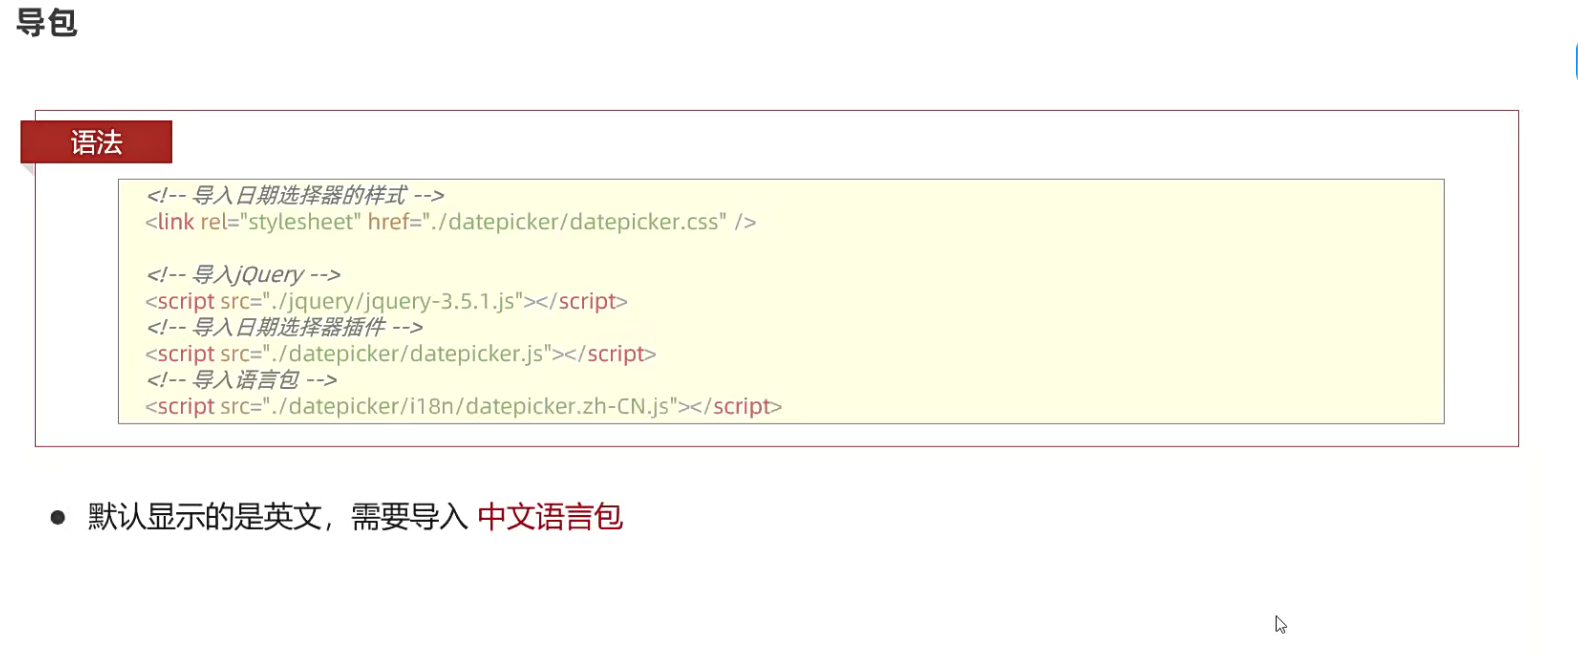 导包
语法
<!-- 导入日期选择器的样式 -->
<link rel="stylesheet" href="./datepicker/datepicker.css" />
<!-- 导入jQuery -->
<script src="./jquery/jquery-3.5.1.js"></script>
<!-- 导入日期选择器插件 -->
<script src="./datepicker/datepicker.js"></script>
<!-- 导入语言包 -->
<script src="./datepicker/i18n/datepicker.zh-CN.js"></script>
● 默认显示的是英文，需要导入 中文语言包